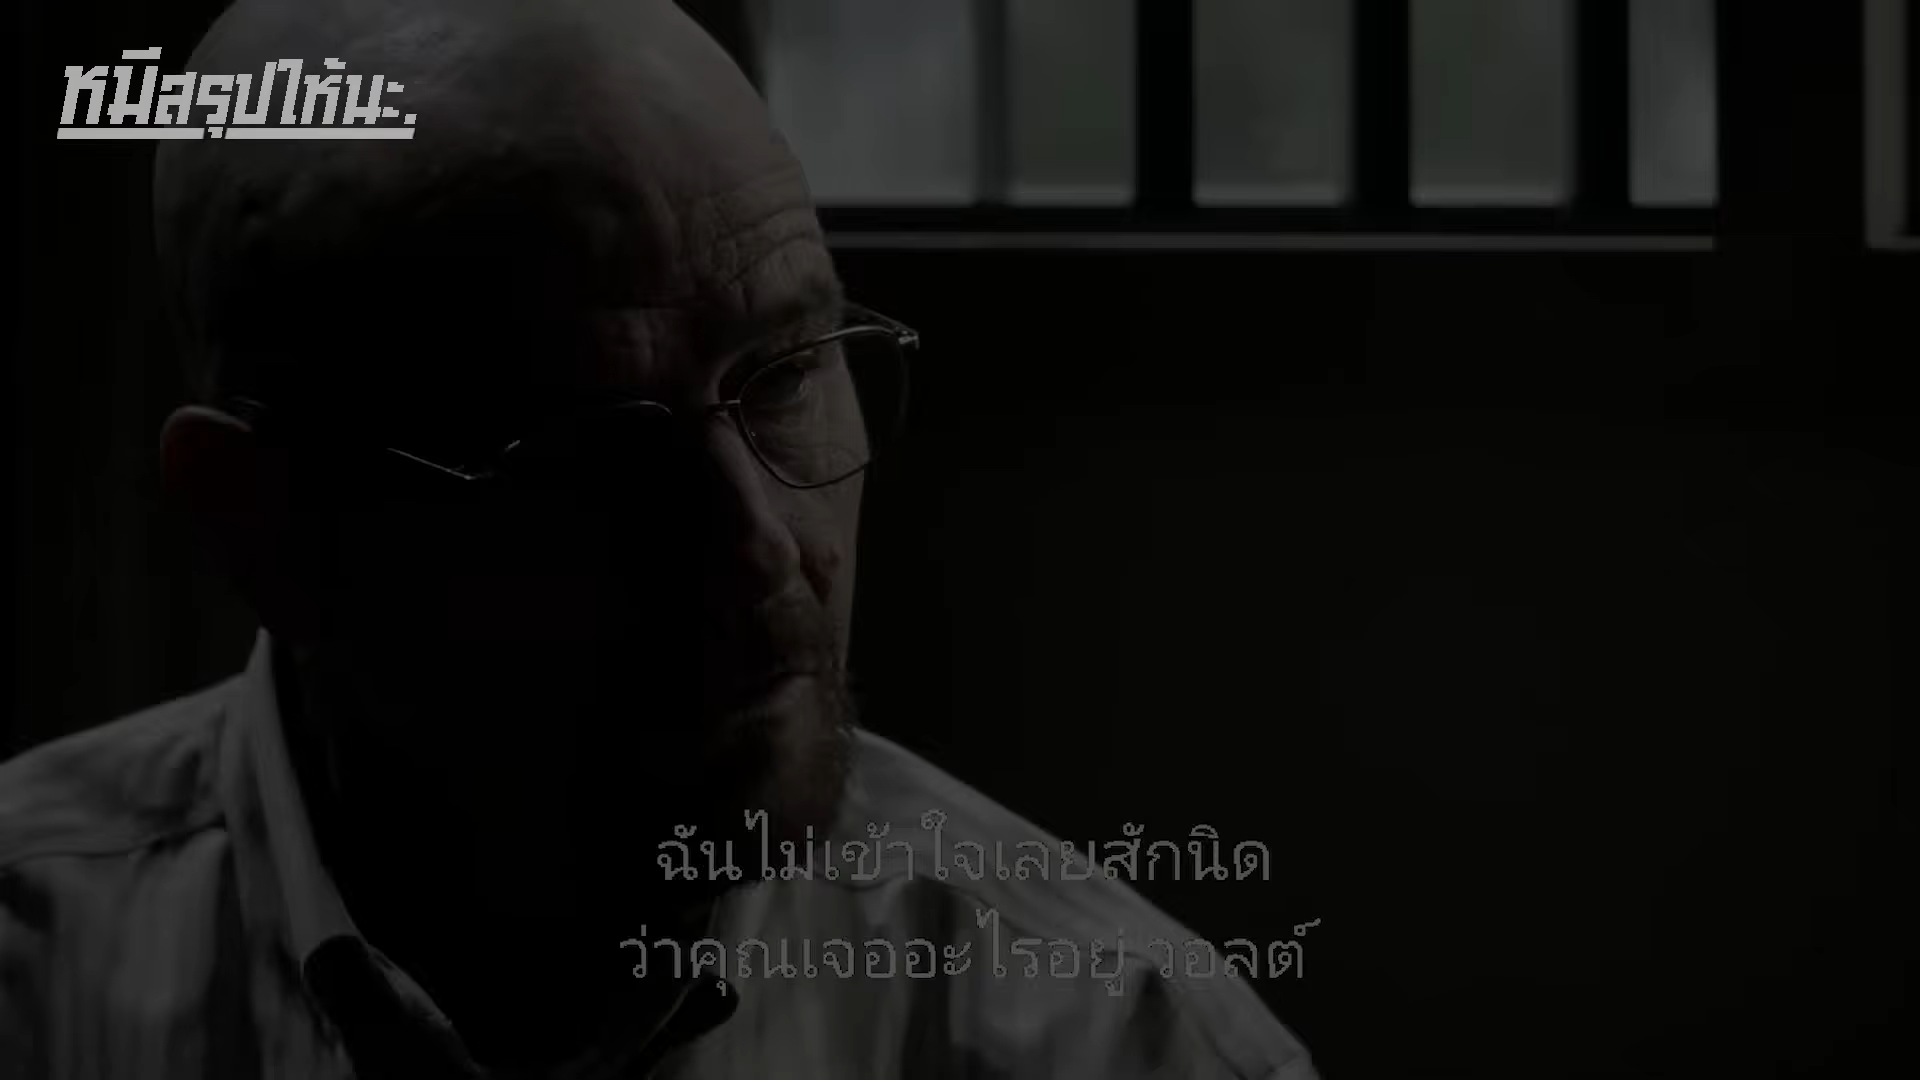 หมีสรุปให้นะ.
ฉันไม่เข้าใจเลยสักนิด
ว่าคุณเจออะไรอยู่ วอลต์